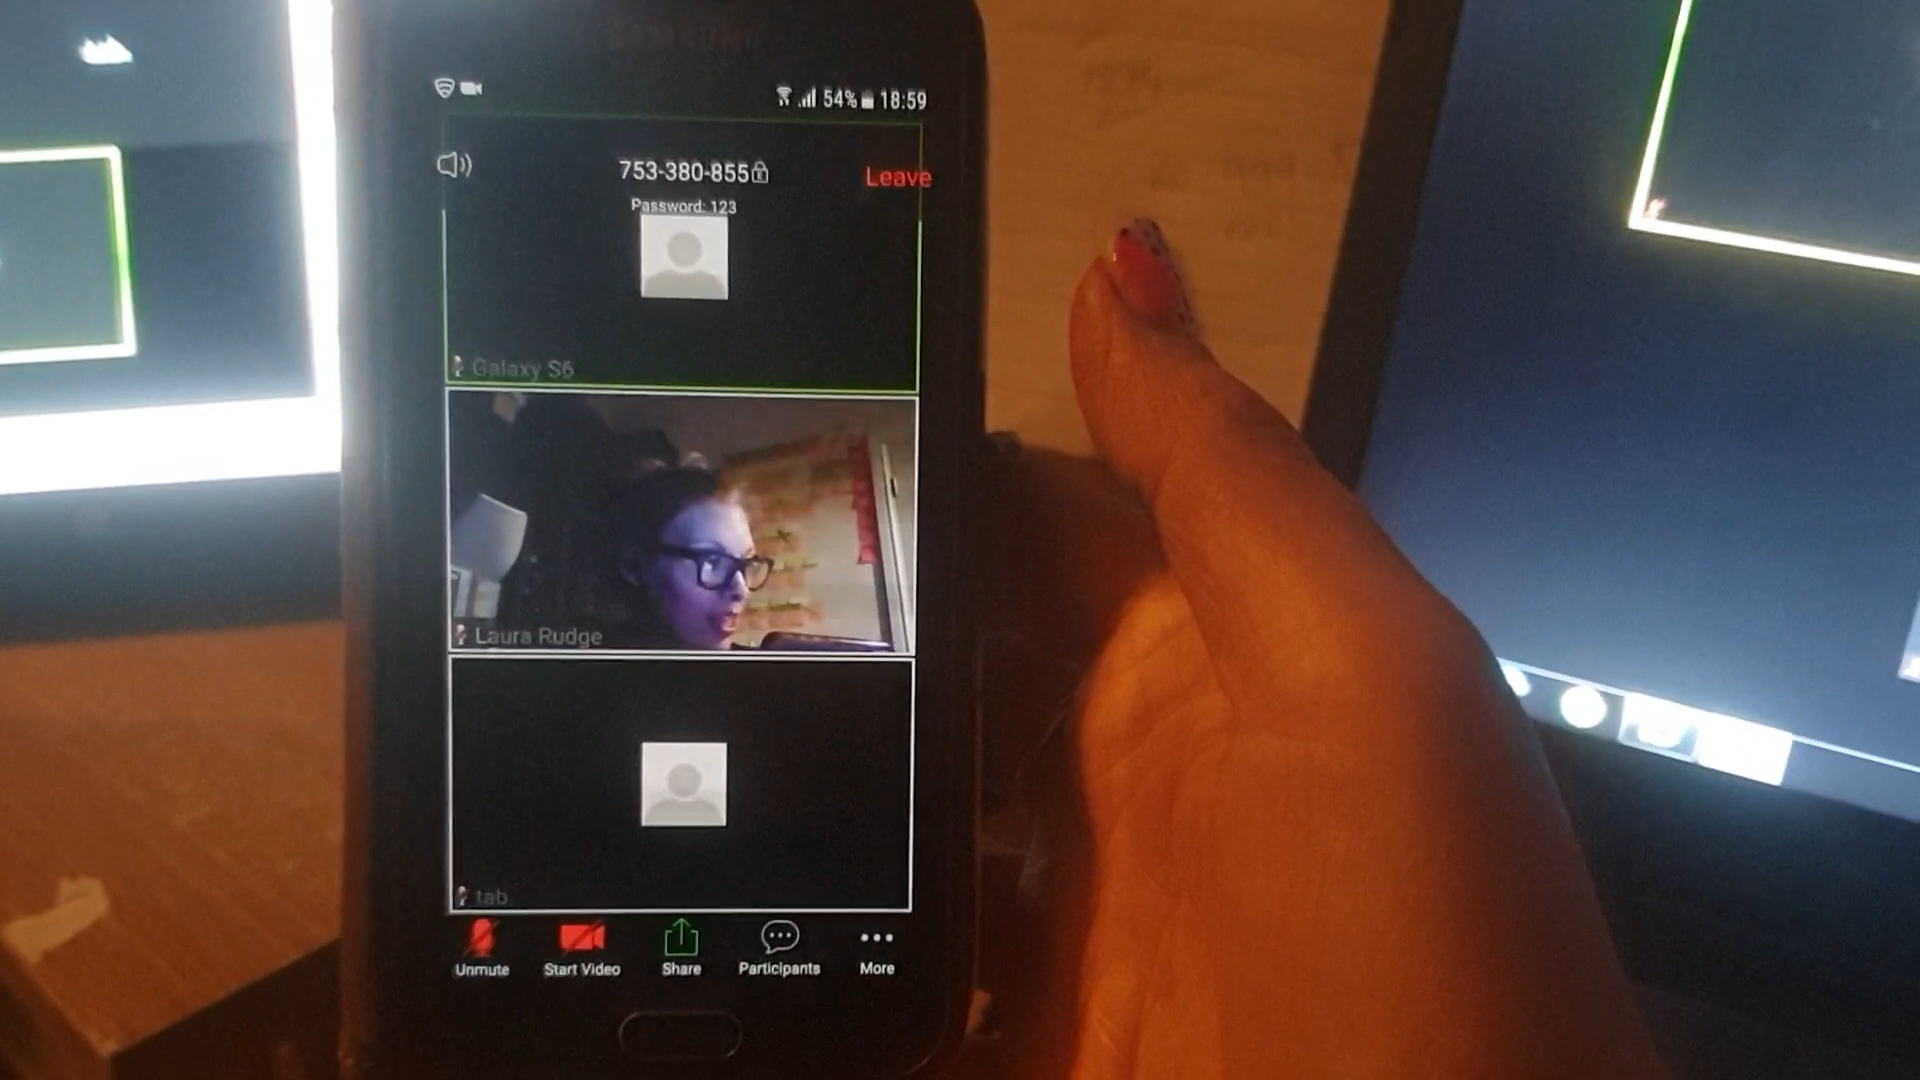 SAMSUNG
54% 18:59
753-380-855
Leave
Password: 123
Galaxy S6
Laura Rudge
tab
Unmute
Start Video
Share
Participants
More